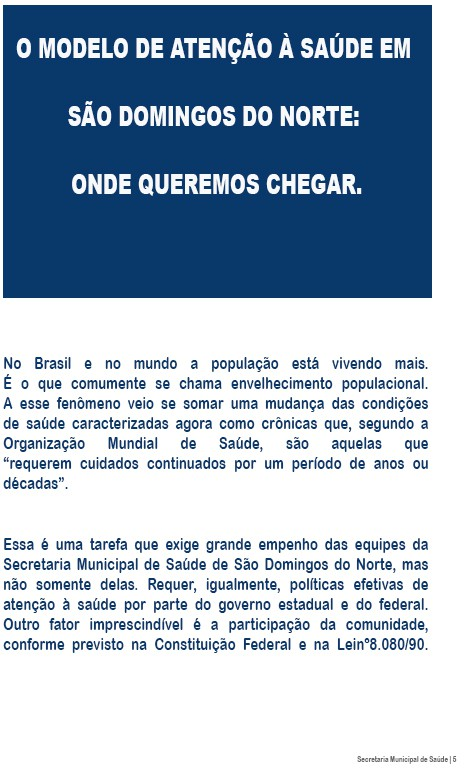 O MODELO DE ATENÇÃO À SAÚDE EM
SÃO DOMINGOS DO NORTE:
ONDE QUEREMOS CHEGAR.
No Brasil e no mundo a população está vivendo mais.
É o que comumente se chama envelhecimento populacional.
A esse fenômeno veio se somar uma mudança das condições
de saúde caracterizadas agora como crônicas que, segundo a
Organização Mundial de Saúde, são aquelas que
“requerem cuidados continuados por um período de anos ou
décadas”.
Essa é uma tarefa que exige grande empenho das equipes da
Secretaria Municipal de Saúde de São Domingos do Norte, mas
não somente delas. Requer, igualmente, políticas efetivas de
atenção à saúde por parte do governo estadual e do federal.
Outro fator imprescindível é a participação da comunidade,
conforme previsto na Constituição Federal e na Lein°8.080/90.
Secretaria Municipal de Saúde | 5